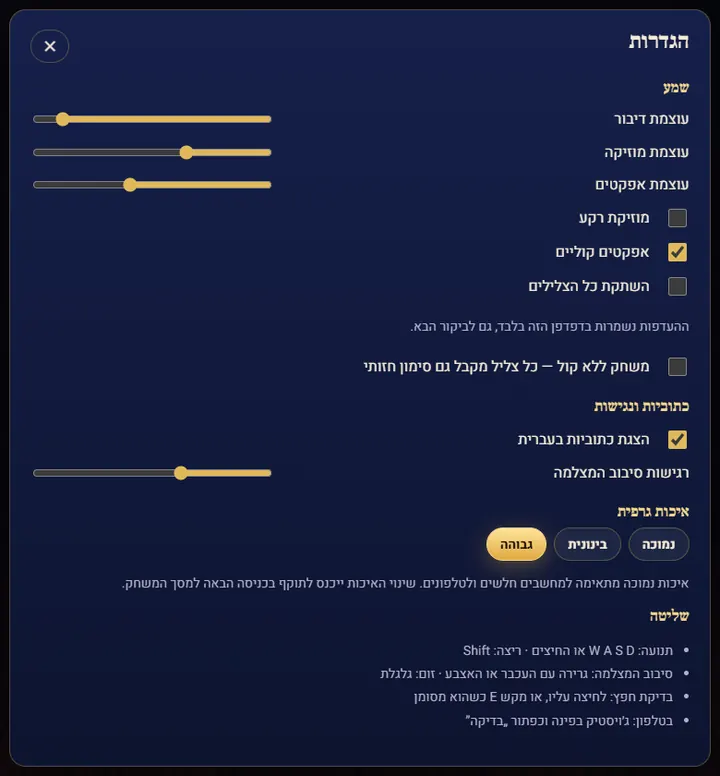 הגדרות
שמע
עוצמת דיבור
עוצמת מוזיקה
עוצמת אפקטים
מוזיקת רקע
אפקטים קוליים
השתקת כל הצלילים
ההעדפות נשמרות בדפדפן הזה בלבד, גם לביקור הבא.
משחק ללא קול — כל צליל מקבל גם סימון חזותי
כתוביות ונגישות
הצגת כתוביות בעברית
רגישות סיבוב המצלמה
איכות גרפית
נמוכה בינונית גבוהה
איכות נמוכה מתאימה למחשבים חלשים ולטלפונים. שינוי האיכות ייכנס לתוקף בכניסה הבאה למסך המשחק.
שליטה
• תנועה: W A S D או החיצים · ריצה: Shift
• סיבוב המצלמה: גרירה עם העכבר או האצבע · זום: גלגלת
• בדיקת חפץ: לחיצה עליו, או מקש E כשהוא מסומן
• בטלפון: ג׳ויסטיק בפינה וכפתור „בדיקה”